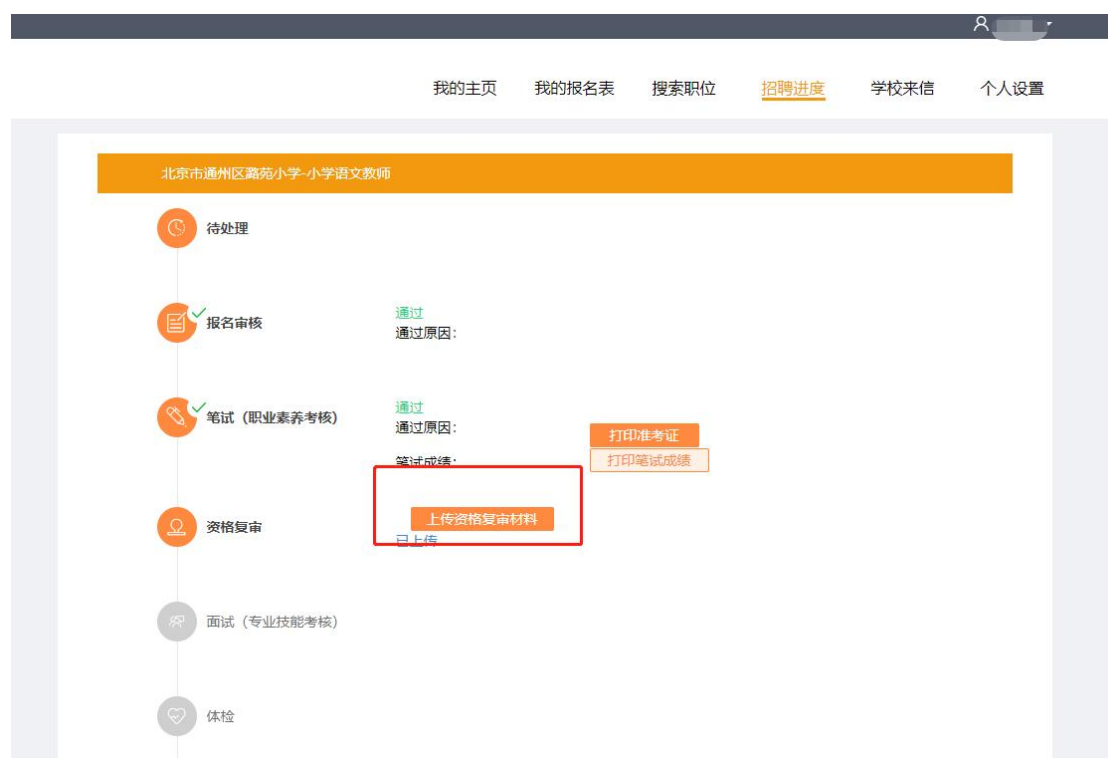 我的主页 我的报名表 搜索职位 招聘进度 学校来信 个人设置
北京市通州区潞苑小学-小学语文教师
待处理
报名审核
通过
通过原因：
笔试（职业素养考核）
通过
通过原因：
打印准考证
笔试成绩：
打印笔试成绩
资格复审
上传资格复审材料
已上传
面试（专业技能考核）
体检